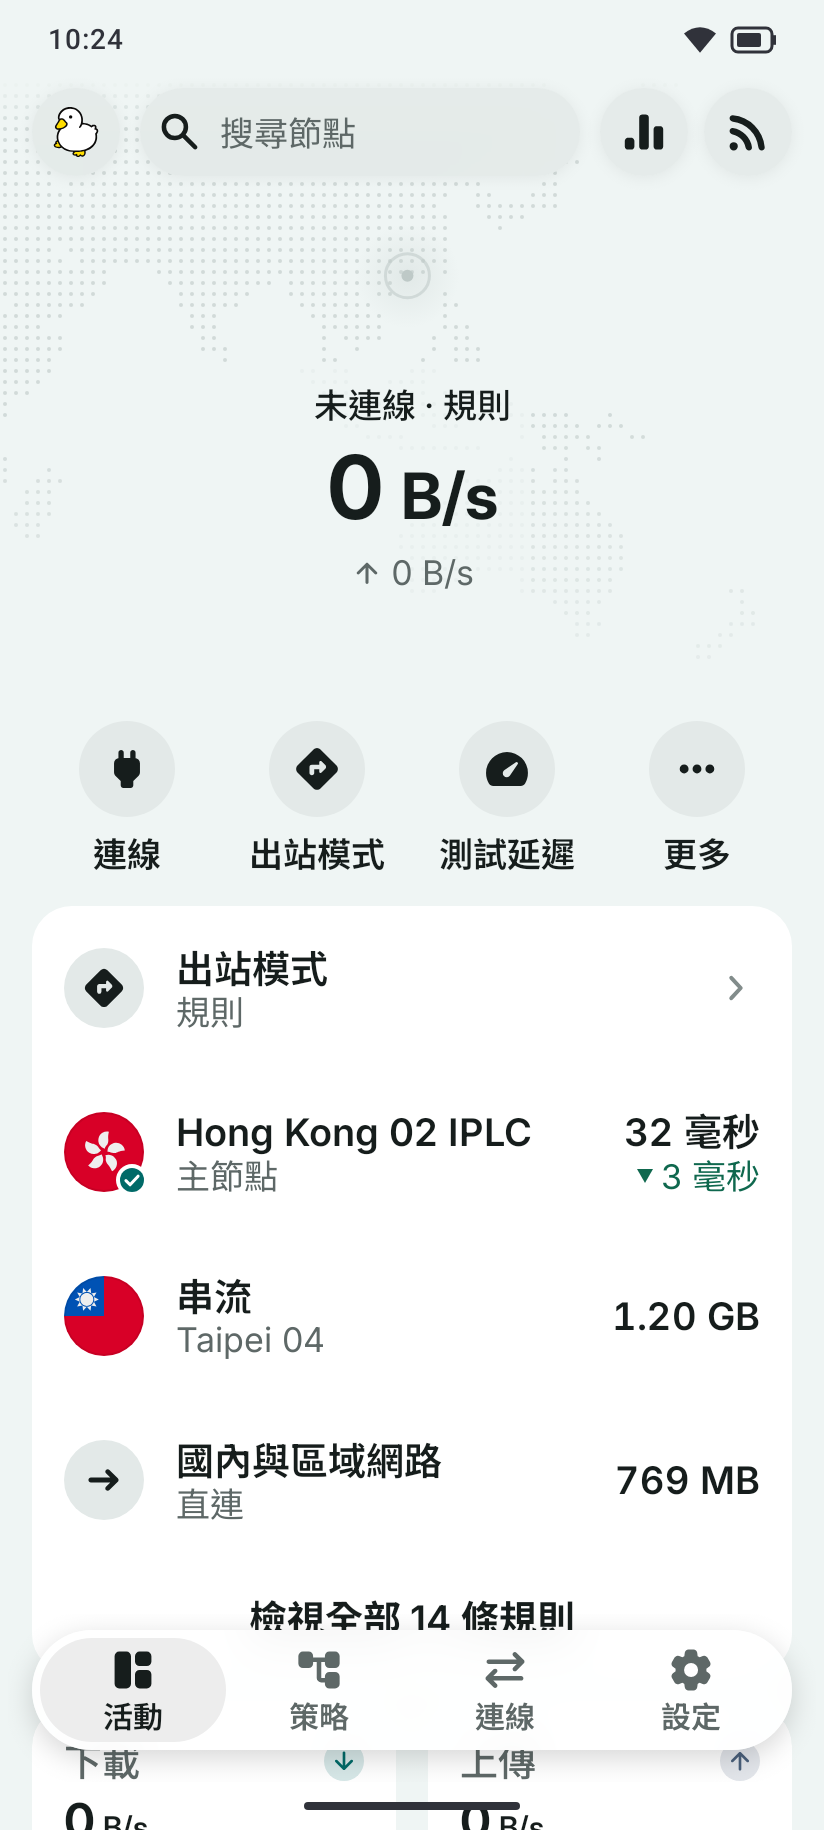 10:24
搜尋節點
未連線 · 規則
0 B/s
↑ 0 B/s
連線
出站模式
測試延遲
更多
出站模式
規則
Hong Kong 02 IPLC
32 毫秒
主節點
▼3 毫秒
串流
1.20 GB
Taipei 04
國內與區域網路
769 MB
直連
檢視全部 14 條規則
活動
策略
連線
設定
下載
上傳
0 B/s
0 B/s